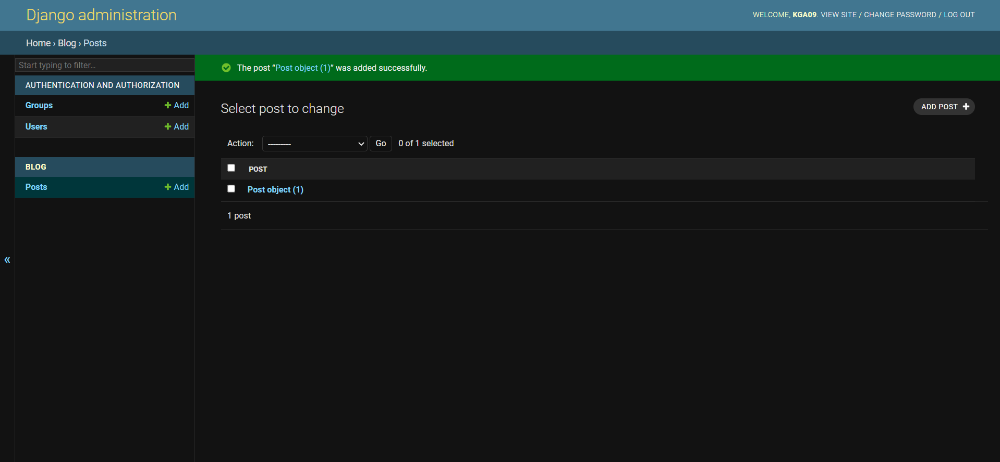 Django administration
WELCOME, KGA09. VIEW SITE / CHANGE PASSWORD / LOG OUT
Home › Blog › Posts
Start typing to filter...
AUTHENTICATION AND AUTHORIZATION
Groups
Add
Users
Add
BLOG
Posts
Add
«
The post “Post object (1)” was added successfully.
Select post to change
ADD POST
Action:
---------
Go
0 of 1 selected
POST
Post object (1)
1 post